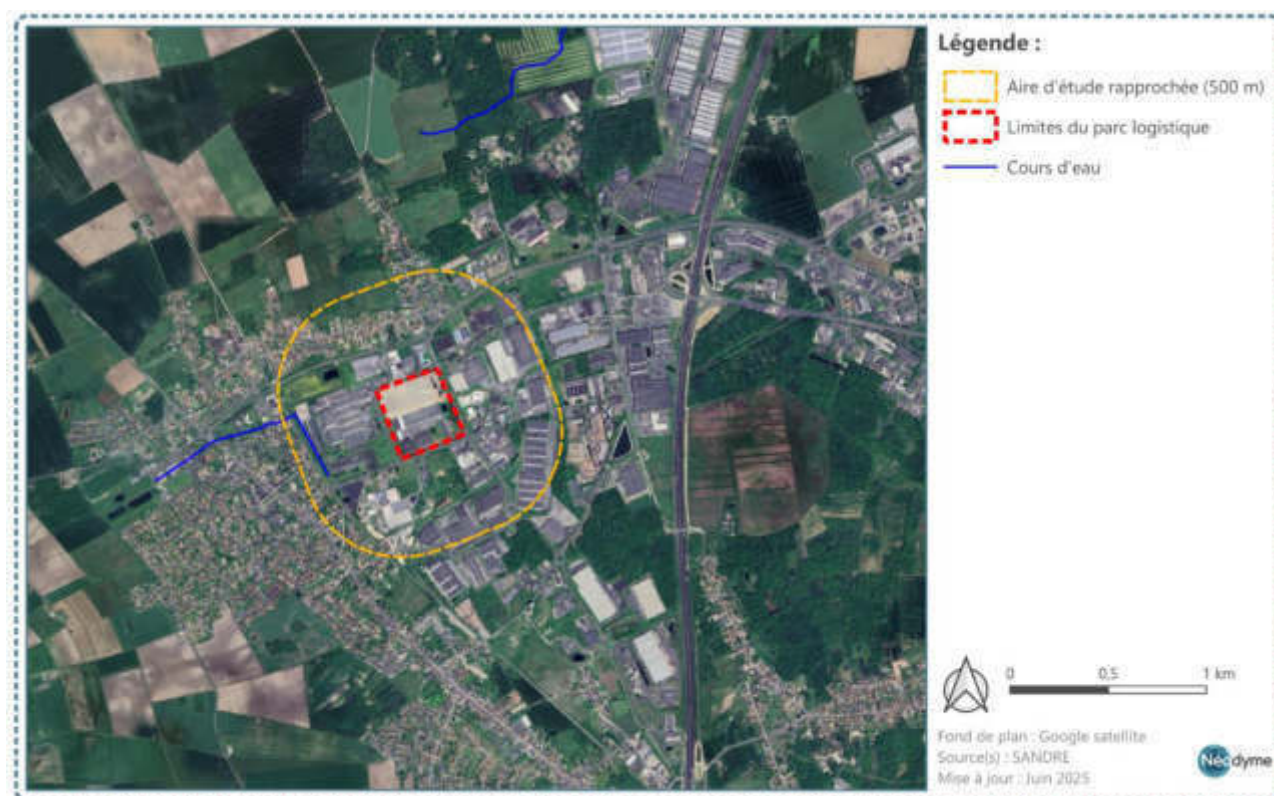 Légende :
Aire d'étude rapprochée (500 m)
Limites du parc logistique
Cours d'eau
0 0,5 1 km
Fond de plan : Google satellite
Source(s) : SANDRE
Mise à jour : Juin 2025
Néodyme